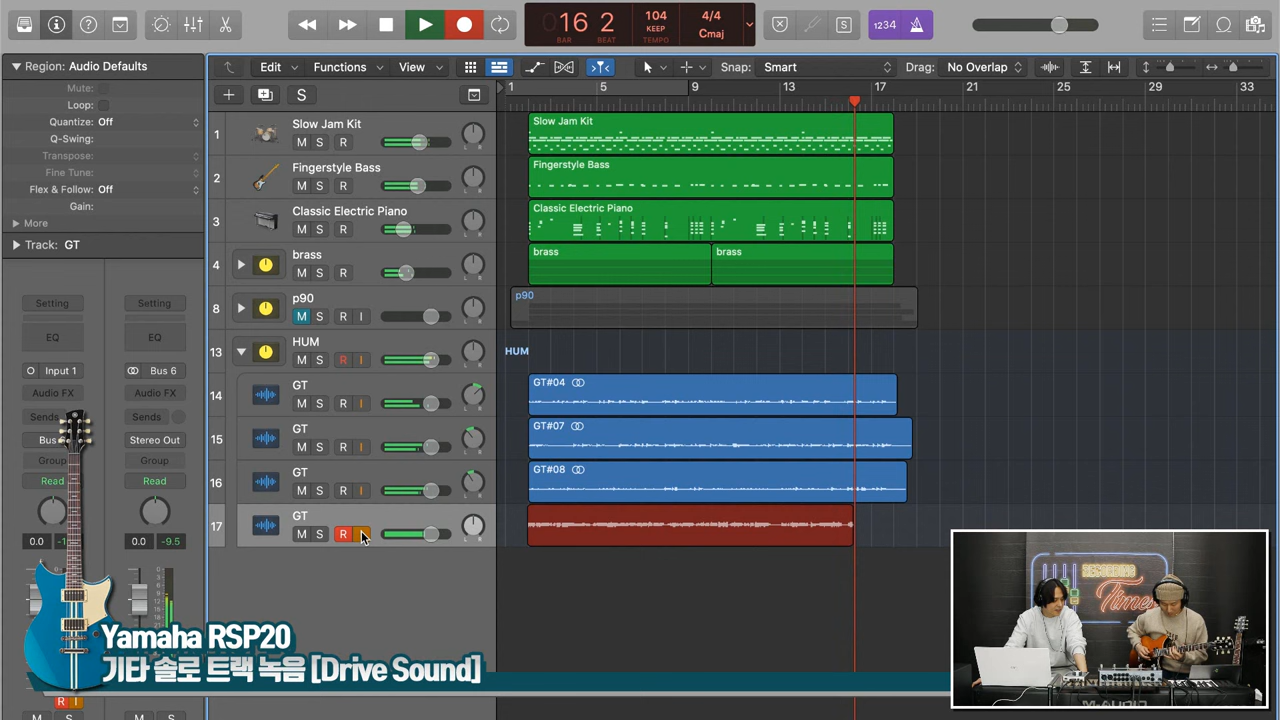 16 2
BAR BEAT
104
KEEP
TEMPO
4/4
Cmaj
1234
Region: Audio Defaults
Mute:
Loop:
Quantize: Off
Q-Swing:
Transpose:
Fine Tune:
Flex & Follow: Off
Gain:
More
Track: GT
Edit Functions View
Snap: Smart
Drag: No Overlap
S
1 5 9 13 17 21 25 29 33
1 Slow Jam Kit
M S R
Slow Jam Kit
2 Fingerstyle Bass
M S R
Fingerstyle Bass
3 Classic Electric Piano
M S R
Classic Electric Piano
4 brass
M S R
brass
brass
8 p90
M S R I
p90
13 HUM
M S R I
HUM
14 GT
M S R I
GT#04
15 GT
M S R I
GT#07
16 GT
M S R I
GT#08
17 GT
M S R
Setting Setting
EQ EQ
Input 1 Bus 6
Audio FX Audio FX
Sends Sends
Bus Stereo Out
Group Group
Read Read
0.0 0.0 -9.5
R I
M S M S
Yamaha RSP20
기타 솔로 트랙 녹음 [Drive Sound]
RECORDING
Time
M-AUDIO